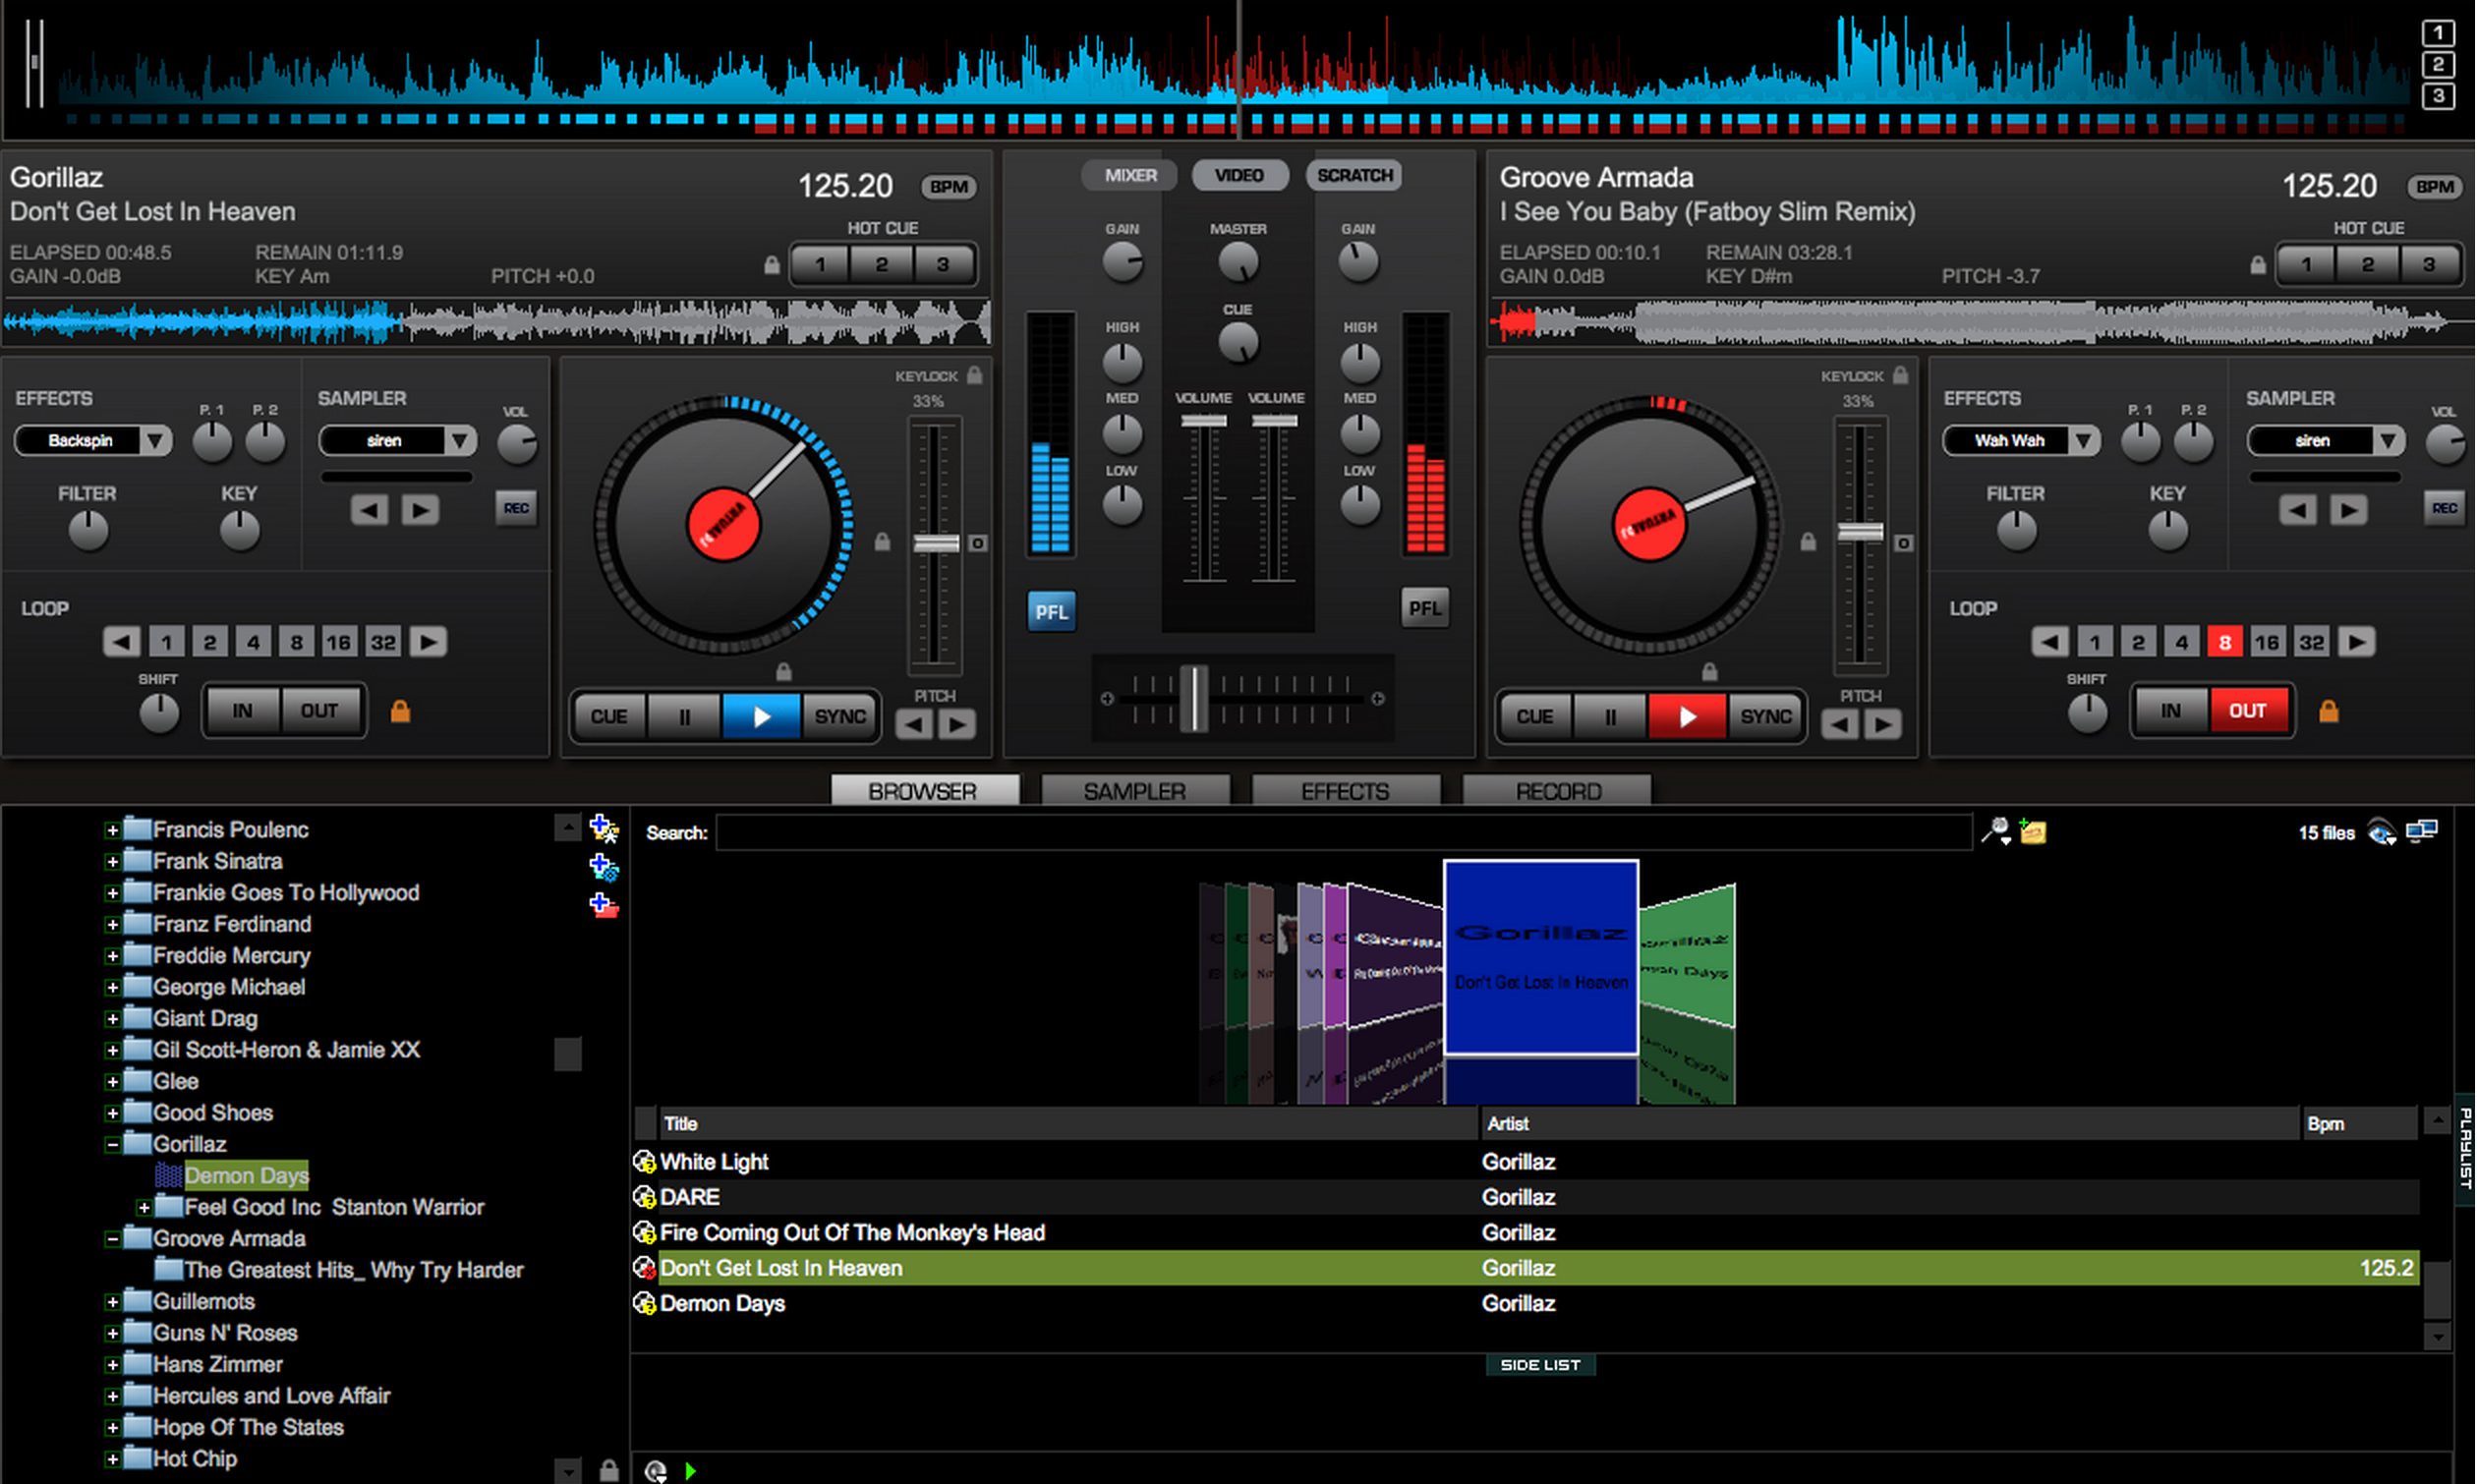 1
2
3
Gorillaz
125.20 BPM
Don't Get Lost In Heaven
HOT CUE
ELAPSED 00:48.5 REMAIN 01:11.9
1 2 3
GAIN -0.0dB KEY Am PITCH +0.0
MIXER VIDEO SCRATCH
GAIN MASTER GAIN
CUE
HIGH HIGH
MED VOLUME VOLUME MED
LOW LOW
PFL PFL
Groove Armada
125.20 BPM
I See You Baby (Fatboy Slim Remix)
HOT CUE
ELAPSED 00:10.1 REMAIN 03:28.1
1 2 3
GAIN 0.0dB KEY D#m PITCH -3.7
EFFECTS P. 1 P. 2 SAMPLER VOL
Backspin siren
FILTER KEY REC
LOOP
1 2 4 8 16 32
SHIFT
IN OUT
KEYLOCK
33%
VIRTUAL DJ
0
CUE II SYNC
PITCH
KEYLOCK
33%
VIRTUAL DJ
0
CUE II SYNC
PITCH
EFFECTS P. 1 P. 2 SAMPLER VOL
Wah Wah siren
FILTER KEY REC
LOOP
1 2 4 8 16 32
SHIFT
IN OUT
BROWSER SAMPLER EFFECTS RECORD
Francis Poulenc
Frank Sinatra
Frankie Goes To Hollywood
Franz Ferdinand
Freddie Mercury
George Michael
Giant Drag
Gil Scott-Heron & Jamie XX
Glee
Good Shoes
Gorillaz
Demon Days
Feel Good Inc Stanton Warrior
Groove Armada
The Greatest Hits_ Why Try Harder
Guillemots
Guns N' Roses
Hans Zimmer
Hercules and Love Affair
Hope Of The States
Hot Chip
Search:
15 files
Gorillaz
Don't Get Lost In Heaven
Title Artist Bpm
White Light Gorillaz
DARE Gorillaz
Fire Coming Out Of The Monkey's Head Gorillaz
Don't Get Lost In Heaven Gorillaz 125.2
Demon Days Gorillaz
SIDE LIST
PLAYLIST